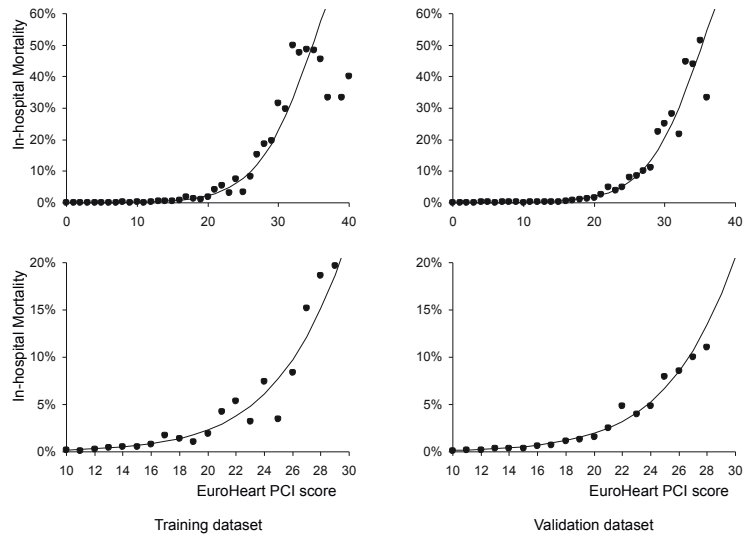 60%
50%
40%
30%
20%
10%
0%
In-hospital Mortality
0 10 20 30 40
60%
50%
40%
30%
20%
10%
0%
0 10 20 30 40
20%
15%
10%
5%
0%
In-hospital Mortality
10 12 14 16 18 20 22 24 26 28 30
EuroHeart PCI score
Training dataset
20%
15%
10%
5%
0%
10 12 14 16 18 20 22 24 26 28 30
EuroHeart PCI score
Validation dataset